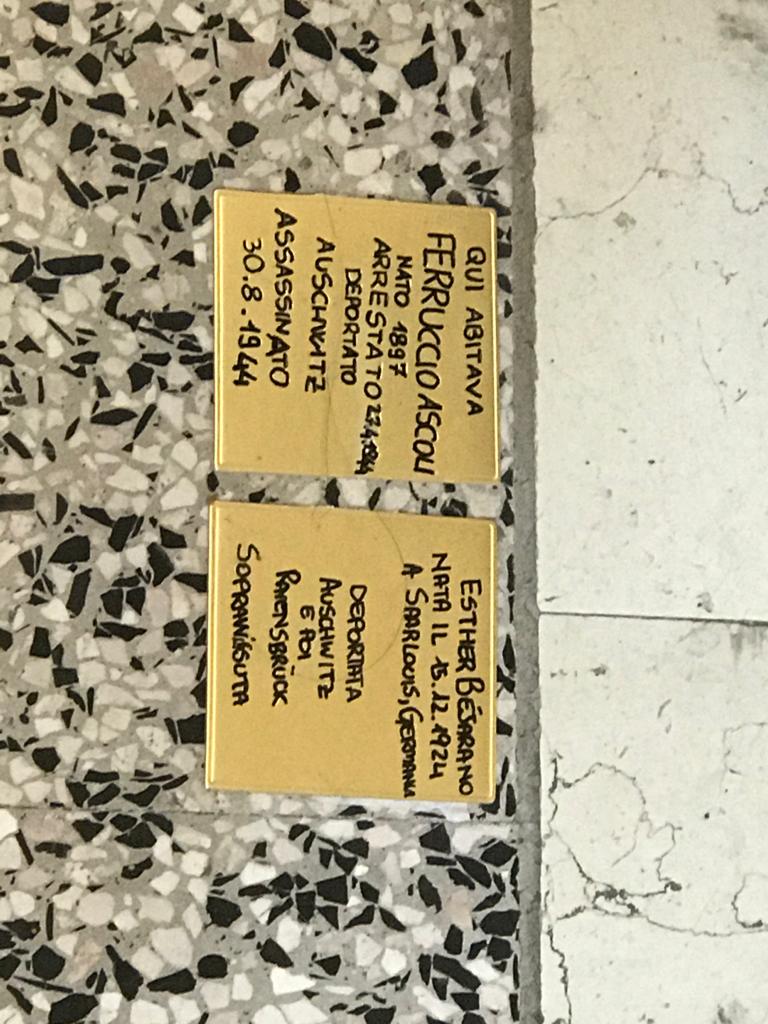 QUI ABITAVA
FERRUCCIO ASCOLI
NATO 1897
ARRESTATO 27.4.1944
DEPORTATO
AUSCHWITZ
ASSASSINATO
30.8.1944
ESTHER BÉSARANO
NATA IL 15.12.1924
A SAARLOUIS, GERMANIA
DEPORTATA
AUSCHWITZ
E POI
RAVENSBRÜCK
SOPRAVVISSUTA